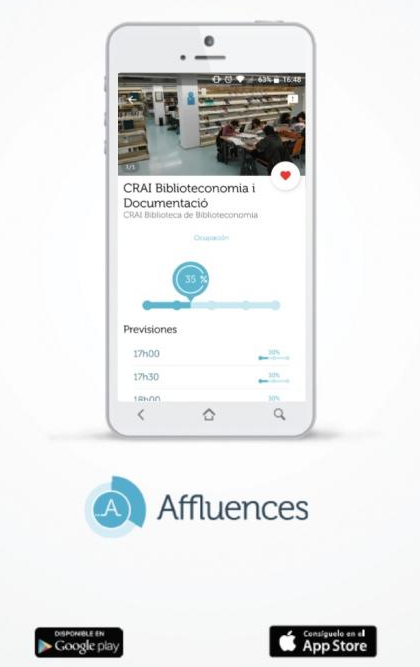 63% 16:48
1/1
CRAI Biblioteconomia i
Documentació
CRAI Biblioteca de Biblioteconomia
Ocupación
35 %
Previsiones
17h00
30%
17h30
30%
18h00
30%
A
Affluences
DISPONIBLE EN
Google play
Consíguelo en el
App Store